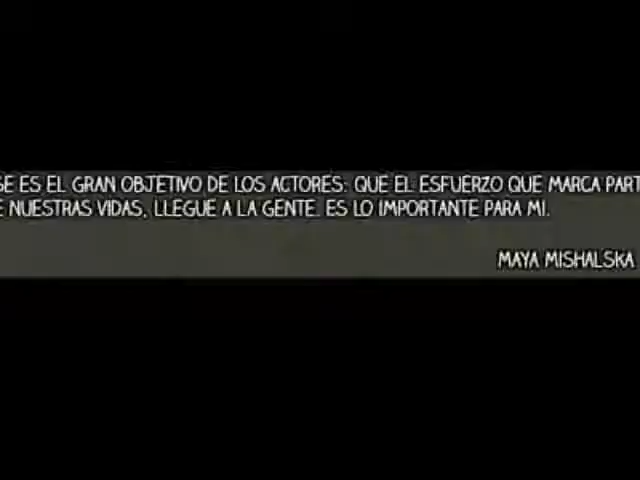 SE ES EL GRAN OBJETIVO DE LOS ACTORES: QUE EL ESFUERZO QUE MARCA PART
E NUESTRAS VIDAS, LLEGUE A LA GENTE. ES LO IMPORTANTE PARA MI.
MAYA MISHALSKA